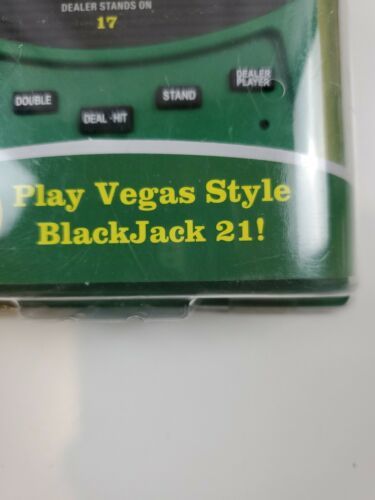 DEALER STANDS ON
17
DOUBLE
DEAL-HIT
STAND
DEALER
PLAYER
Play Vegas Style
BlackJack 21!